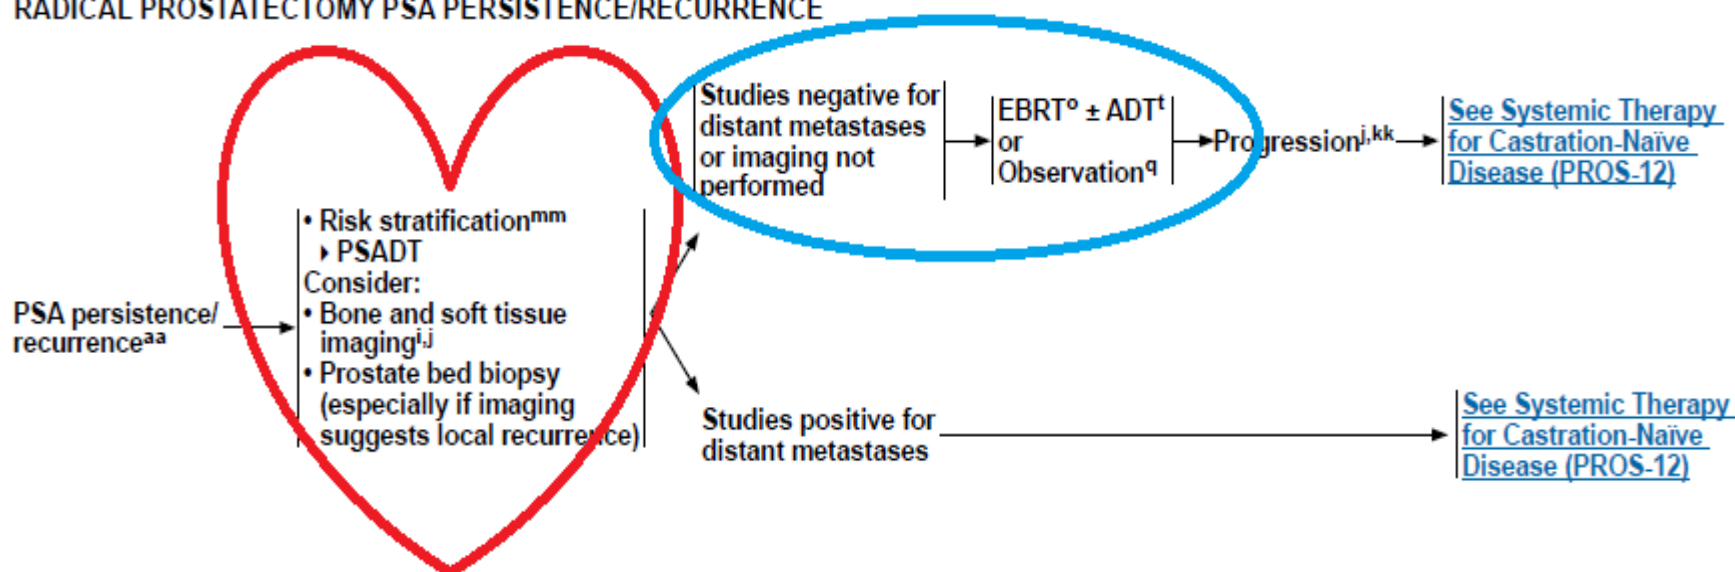 RADICAL PROSTATECTOMY PSA PERSISTENCE/RECURRENCE
PSA persistence/
recurrenceᵃᵃ
• Risk stratificationᵐᵐ
▸ PSADT
Consider:
• Bone and soft tissue
imagingⁱ,ʲ
• Prostate bed biopsy
(especially if imaging
suggests local recurrence)
Studies negative for
distant metastases
or imaging not
performed
EBRTᵒ ± ADTᵗ
or
Observation^q
Progressionʲ,ᵏᵏ
See Systemic Therapy
for Castration-Naïve
Disease (PROS-12)
Studies positive for
distant metastases
See Systemic Therapy
for Castration-Naïve
Disease (PROS-12)